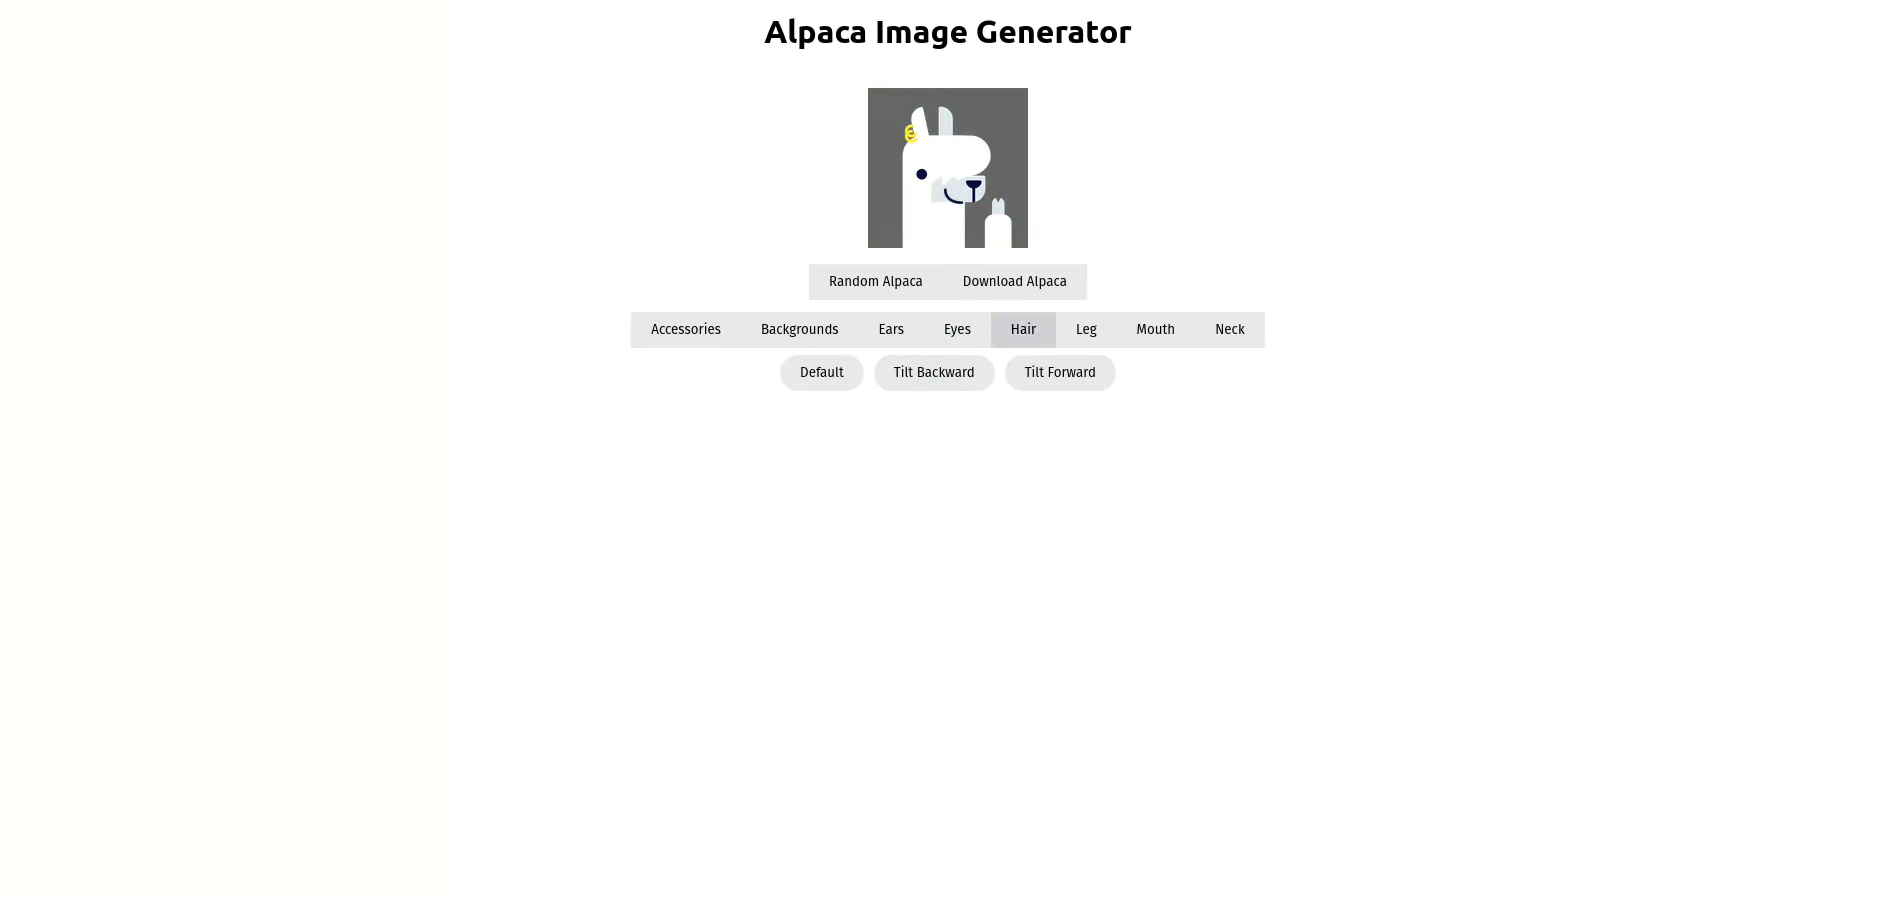 Alpaca Image Generator
Random Alpaca Download Alpaca
Accessories Backgrounds Ears Eyes Hair Leg Mouth Neck
Default Tilt Backward Tilt Forward